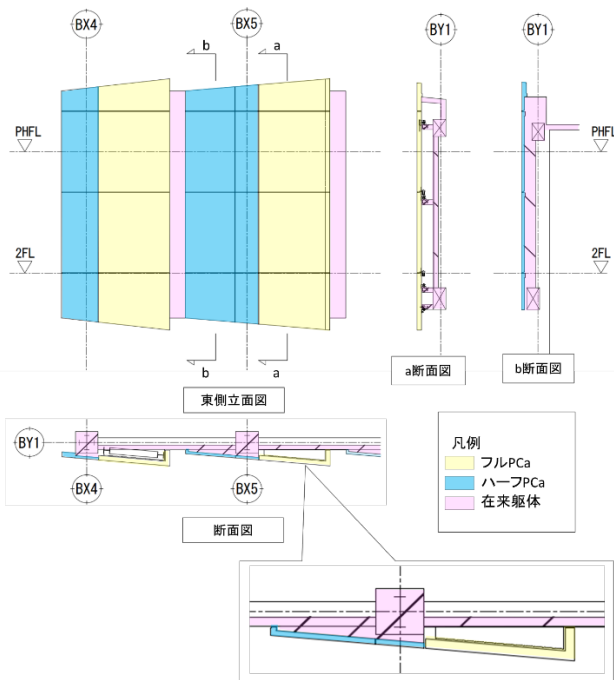 BX4
BX5
BY1
BY1
b
a
PHFL
PHFL
2FL
2FL
b
a
a断面図
b断面図
東側立面図
BY1
BX4
BX5
断面図
凡例
フルPCa
ハーフPCa
在来躯体